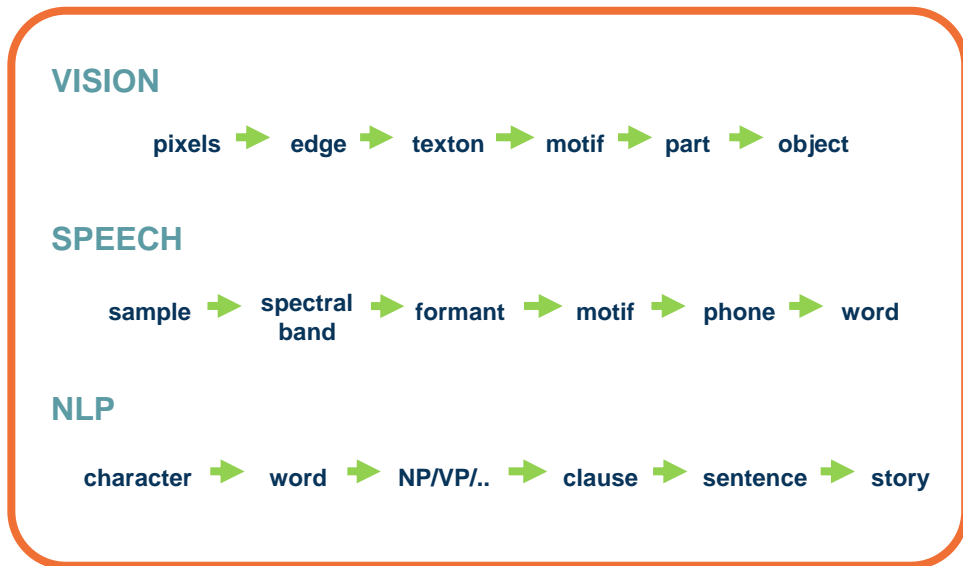 VISION
pixels edge texton motif part object
SPEECH
sample spectral band formant motif phone word
NLP
character word NP/VP/.. clause sentence story